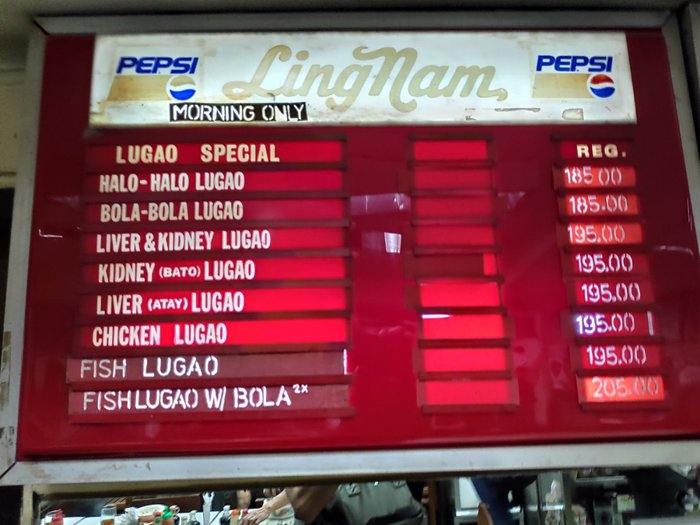 PEPSI LingNam PEPSI
MORNING ONLY
LUGAO SPECIAL REG.
HALO-HALO LUGAO 185.00
BOLA-BOLA LUGAO 185.00
LIVER & KIDNEY LUGAO 195.00
KIDNEY (BATO) LUGAO 195.00
LIVER (ATAY) LUGAO 195.00
CHICKEN LUGAO 195.00
FISH LUGAO 195.00
FISH LUGAO W/ BOLA 2X 205.00